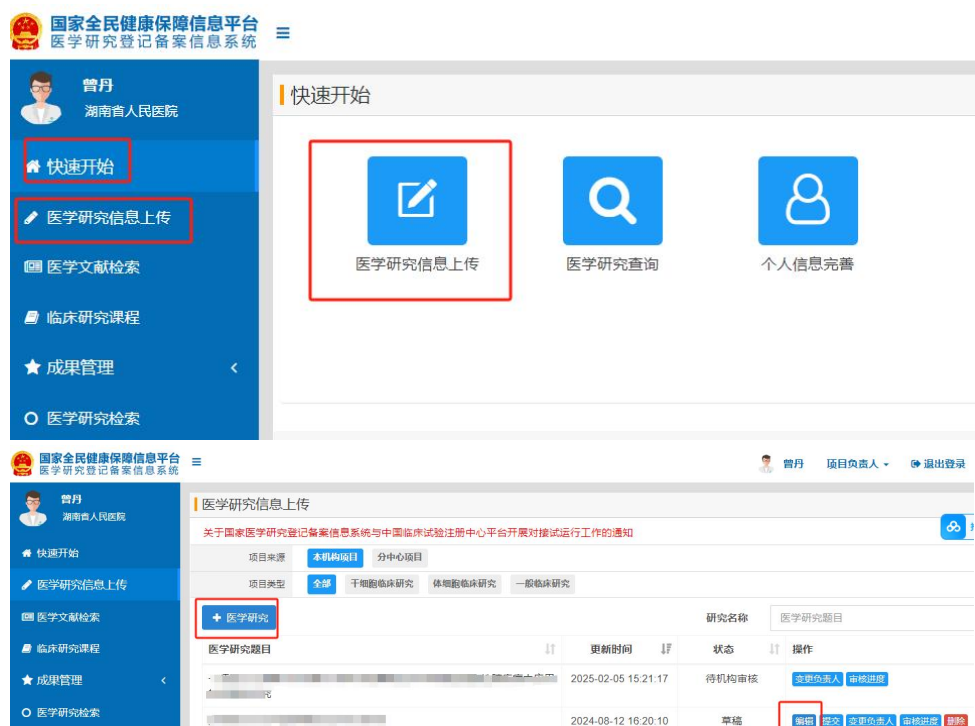 国家全民健康保障信息平台
医学研究登记备案信息系统
曾丹
湖南省人民医院
快速开始
医学研究信息上传
医学文献检索
临床研究课程
成果管理
医学研究检索
快速开始
医学研究信息上传
医学研究查询
个人信息完善
国家全民健康保障信息平台
医学研究登记备案信息系统
曾丹
项目负责人
退出登录
曾丹
湖南省人民医院
快速开始
医学研究信息上传
医学文献检索
临床研究课程
成果管理
医学研究检索
医学研究信息上传
关于国家医学研究登记备案信息系统与中国临床试验注册中心平台开展对接试运行工作的通知
项目来源 本机构项目 分中心项目
项目类型 全部 干细胞临床研究 体细胞临床研究 一般临床研究
+ 医学研究 研究名称 医学研究题目
医学研究题目 更新时间 状态 操作
2025-02-05 15:21:17 待机构审核 变更负责人 审核进度
2024-08-12 16:20:10 草稿 编辑 提交 变更负责人 审核进度 删除